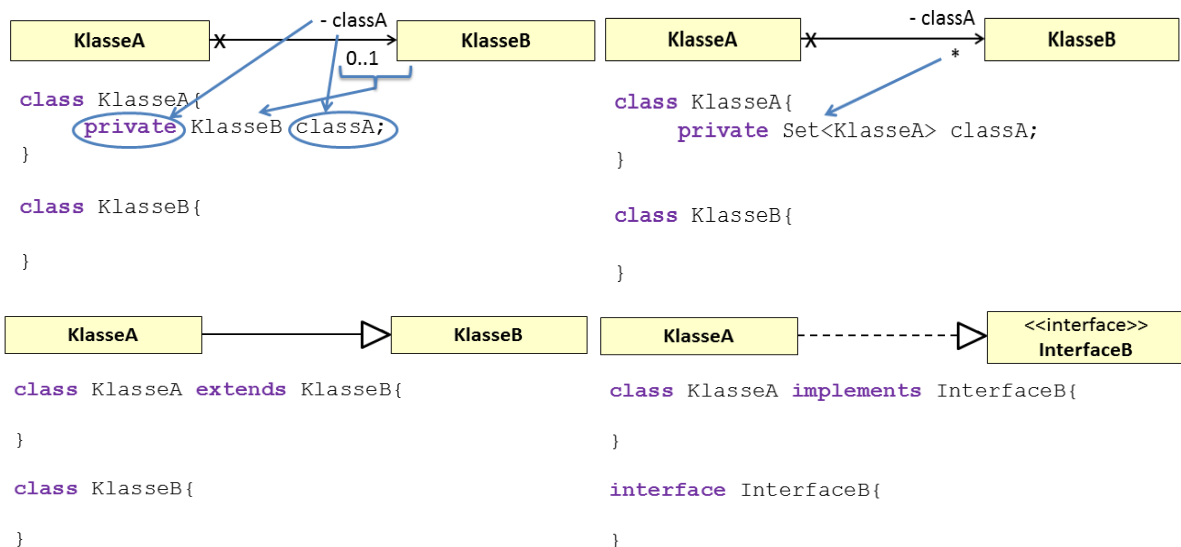 - classA
KlasseA
X
KlasseB
0..1
class KlasseA{
private KlasseB classA;
}
class KlasseB{
}
- classA
KlasseA
X
KlasseB
*
class KlasseA{
private Set<KlasseA> classA;
}
class KlasseB{
}
KlasseA
KlasseB
class KlasseA extends KlasseB{
}
class KlasseB{
}
KlasseA
<<interface>>
InterfaceB
class KlasseA implements InterfaceB{
}
interface InterfaceB{
}